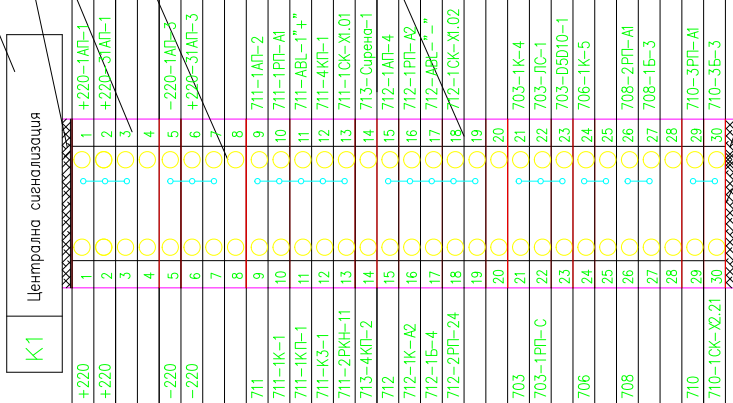 K1
Централна сигнализация
+220-1АП-1
+220-31АП-1
-220-1АП-3
+220-31АП-3
711-1АП-2
711-1РП-А1
711-ABL-1"+"
711-4КП-1
711-1СК-X1.01
713-Сирена-1
712-1АП-4
712-1РП-А2
712-ABL-"-"
712-1СК-X1.02
703-1К-4
703-ЛС-1
703-D5D10-1
706-1К-5
708-2РП-А1
708-1Б-3
710-3РП-А1
710-3Б-3
1 2 3 4 5 6 7 8 9 10 11 12 13 14 15 16 17 18 19 20 21 22 23 24 25 26 27 28 29 30
1 2 3 4 5 6 7 8 9 10 11 12 13 14 15 16 17 18 19 20 21 22 23 24 25 26 27 28 29 30
+220
+220
-220
-220
711
711-1К-1
711-1КП-1
711-К3-1
711-2РКН-11
713-4КП-2
712
712-1К-А2
712-1Б-4
712-2РП-24
703
703-1РП-С
706
708
710
710-1СК-X2.21